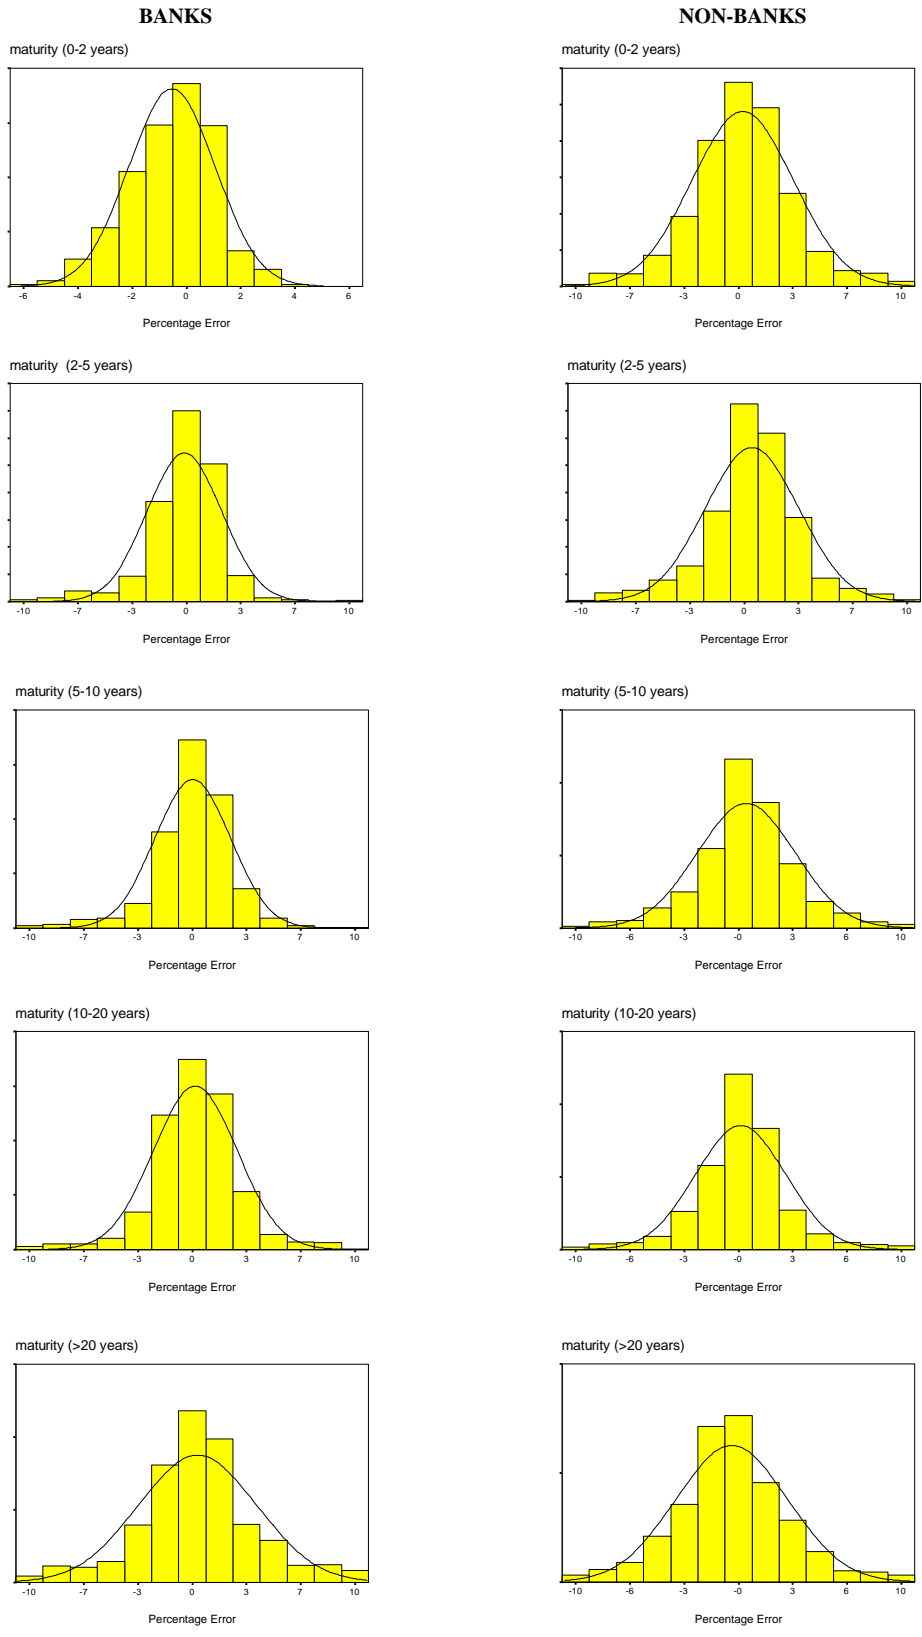 BANKS NON-BANKS
maturity (0-2 years) maturity (0-2 years)
-6 -4 -2 0 2 4 6 -10 -7 -3 0 3 7 10
Percentage Error Percentage Error
maturity (2-5 years) maturity (2-5 years)
-10 -7 -3 0 3 7 10 -10 -7 -3 0 3 7 10
Percentage Error Percentage Error
maturity (5-10 years) maturity (5-10 years)
-10 -7 -3 0 3 7 10 -10 -6 -3 -0 3 6 10
Percentage Error Percentage Error
maturity (10-20 years) maturity (10-20 years)
-10 -7 -3 0 3 7 10 -10 -6 -3 -0 3 6 10
Percentage Error Percentage Error
maturity (>20 years) maturity (>20 years)
-10 -7 -3 0 3 7 10 -10 -7 -3 -0 3 6 10
Percentage Error Percentage Error